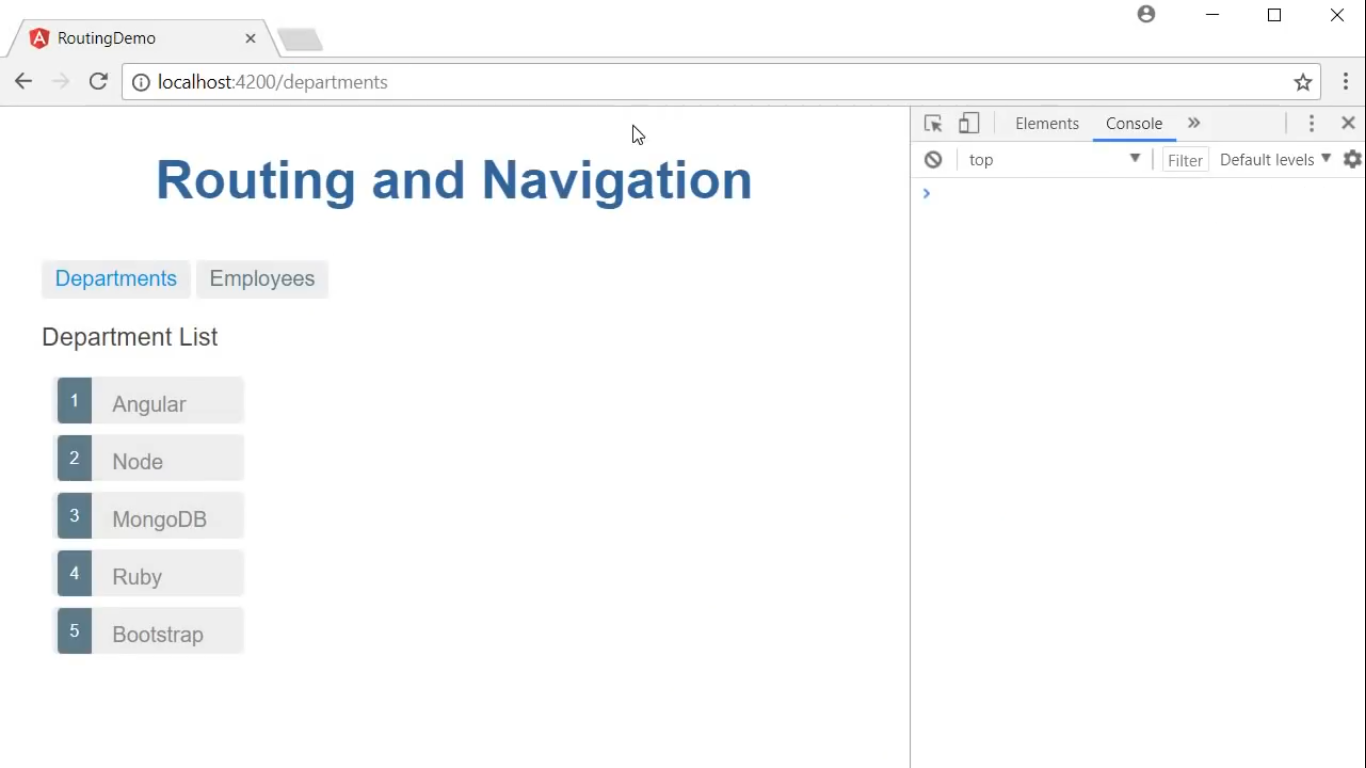 RoutingDemo
localhost:4200/departments
Elements Console
top Filter Default levels
Routing and Navigation
Departments Employees
Department List
1 Angular
2 Node
3 MongoDB
4 Ruby
5 Bootstrap